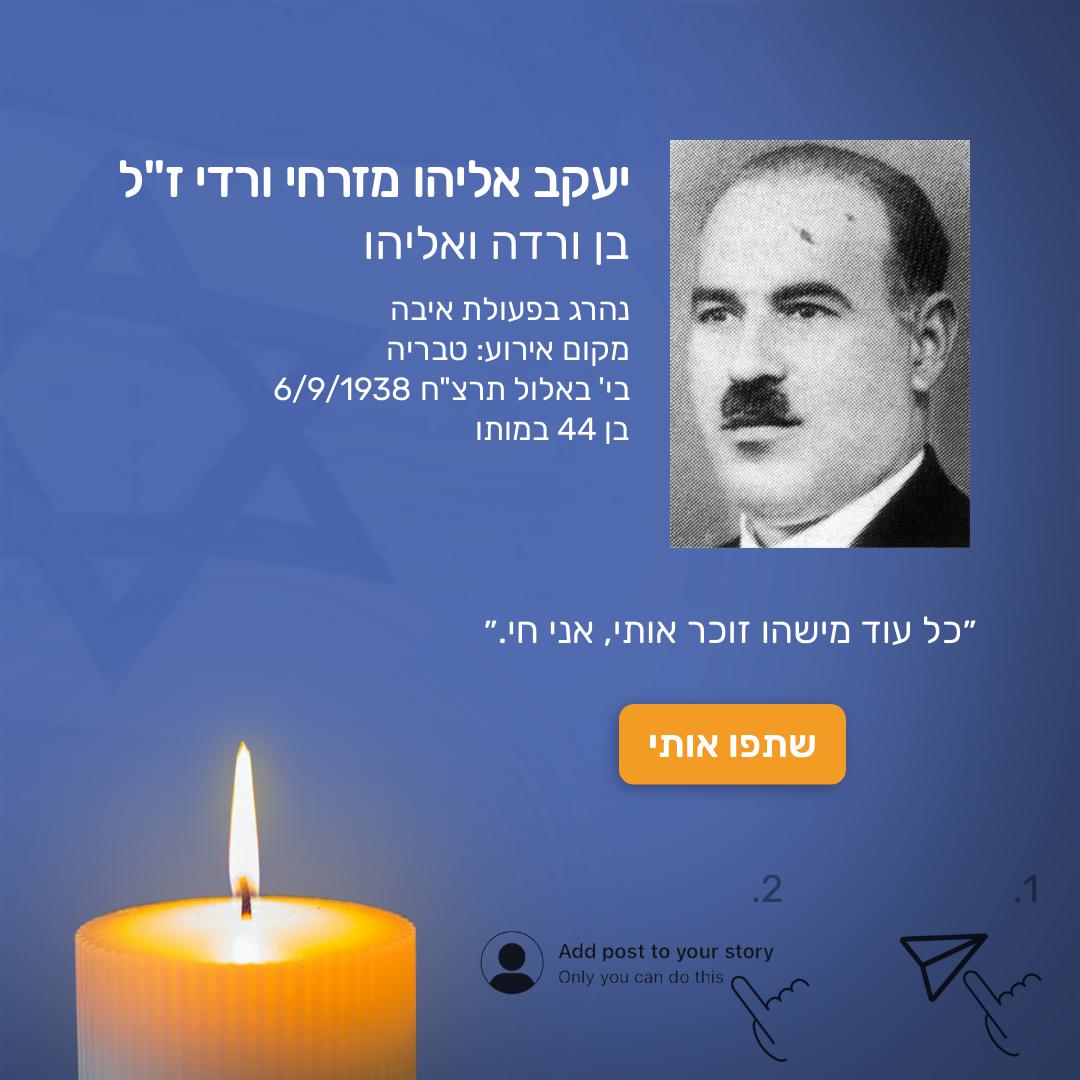 יעקב אליהו מזרחי ורדי ז"ל
בן ורדה ואליהו
נהרג בפעולת איבה
מקום אירוע: טבריה
בי' באלול תרצ"ח 6/9/1938
בן 44 במותו
״כל עוד מישהו זוכר אותי, אני חי.״
שתפו אותי
1.
2.
Add post to your story
Only you can do this